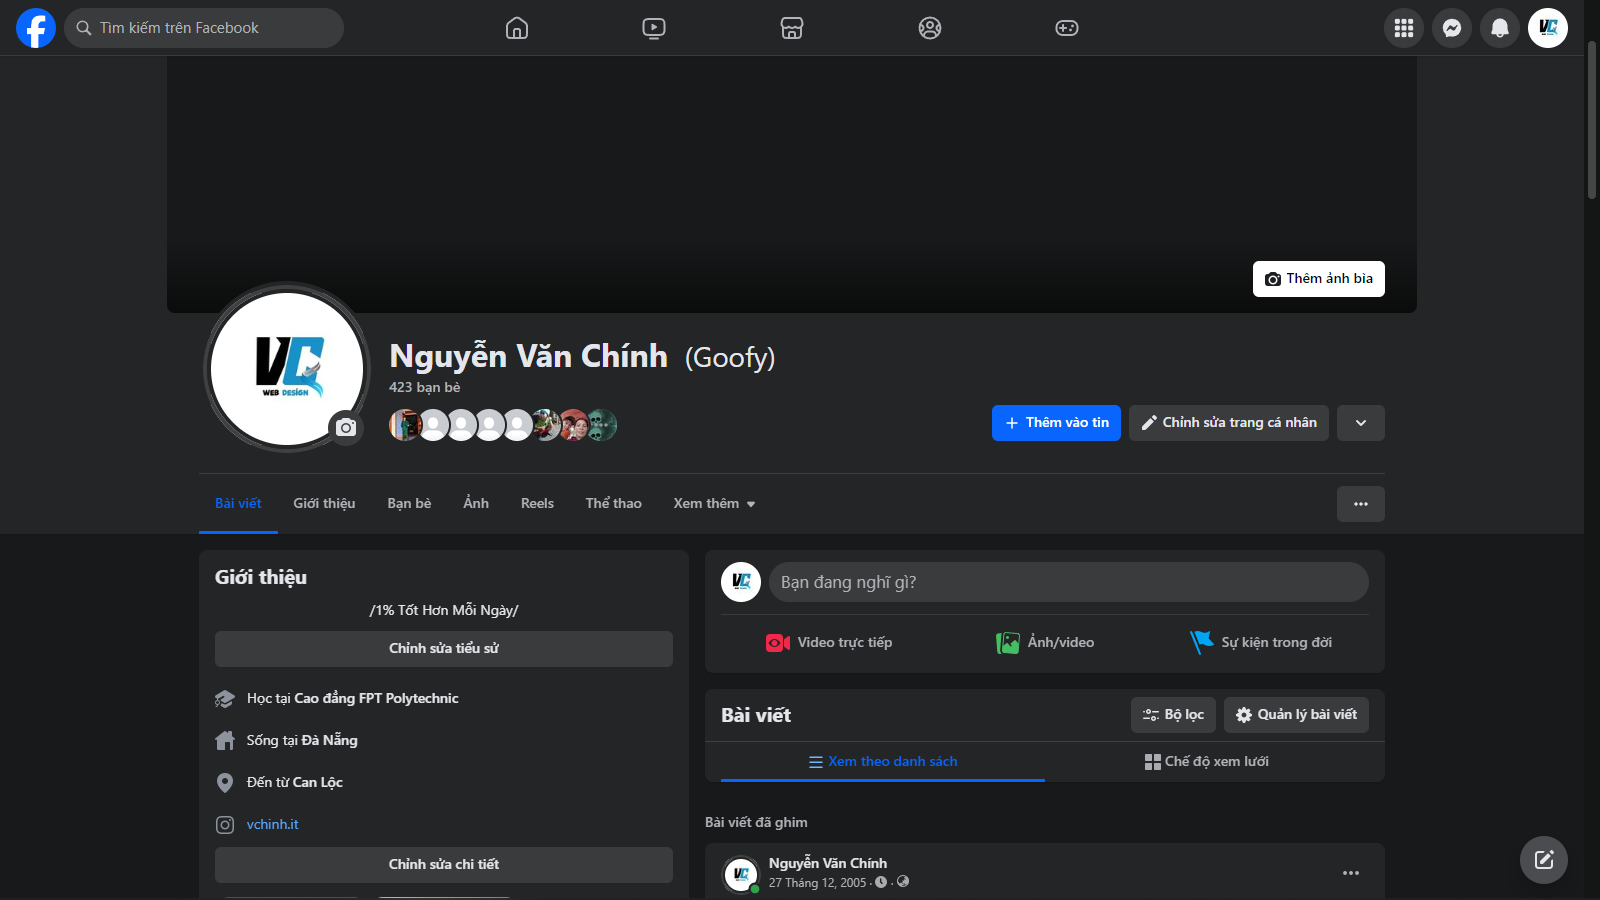 Tìm kiếm trên Facebook
Thêm ảnh bìa
VC
WEB DESIGN
Nguyễn Văn Chính (Goofy)
423 bạn bè
Thêm vào tin
Chỉnh sửa trang cá nhân
Bài viết
Giới thiệu
Bạn bè
Ảnh
Reels
Thể thao
Xem thêm
Giới thiệu
/1% Tốt Hơn Mỗi Ngày/
Chỉnh sửa tiểu sử
Học tại Cao đẳng FPT Polytechnic
Sống tại Đà Nẵng
Đến từ Can Lộc
vchinh.it
Chỉnh sửa chi tiết
Bạn đang nghĩ gì?
Video trực tiếp
Ảnh/video
Sự kiện trong đời
Bài viết
Bộ lọc
Quản lý bài viết
Xem theo danh sách
Chế độ xem lưới
Bài viết đã ghim
Nguyễn Văn Chính
27 Tháng 12, 2005